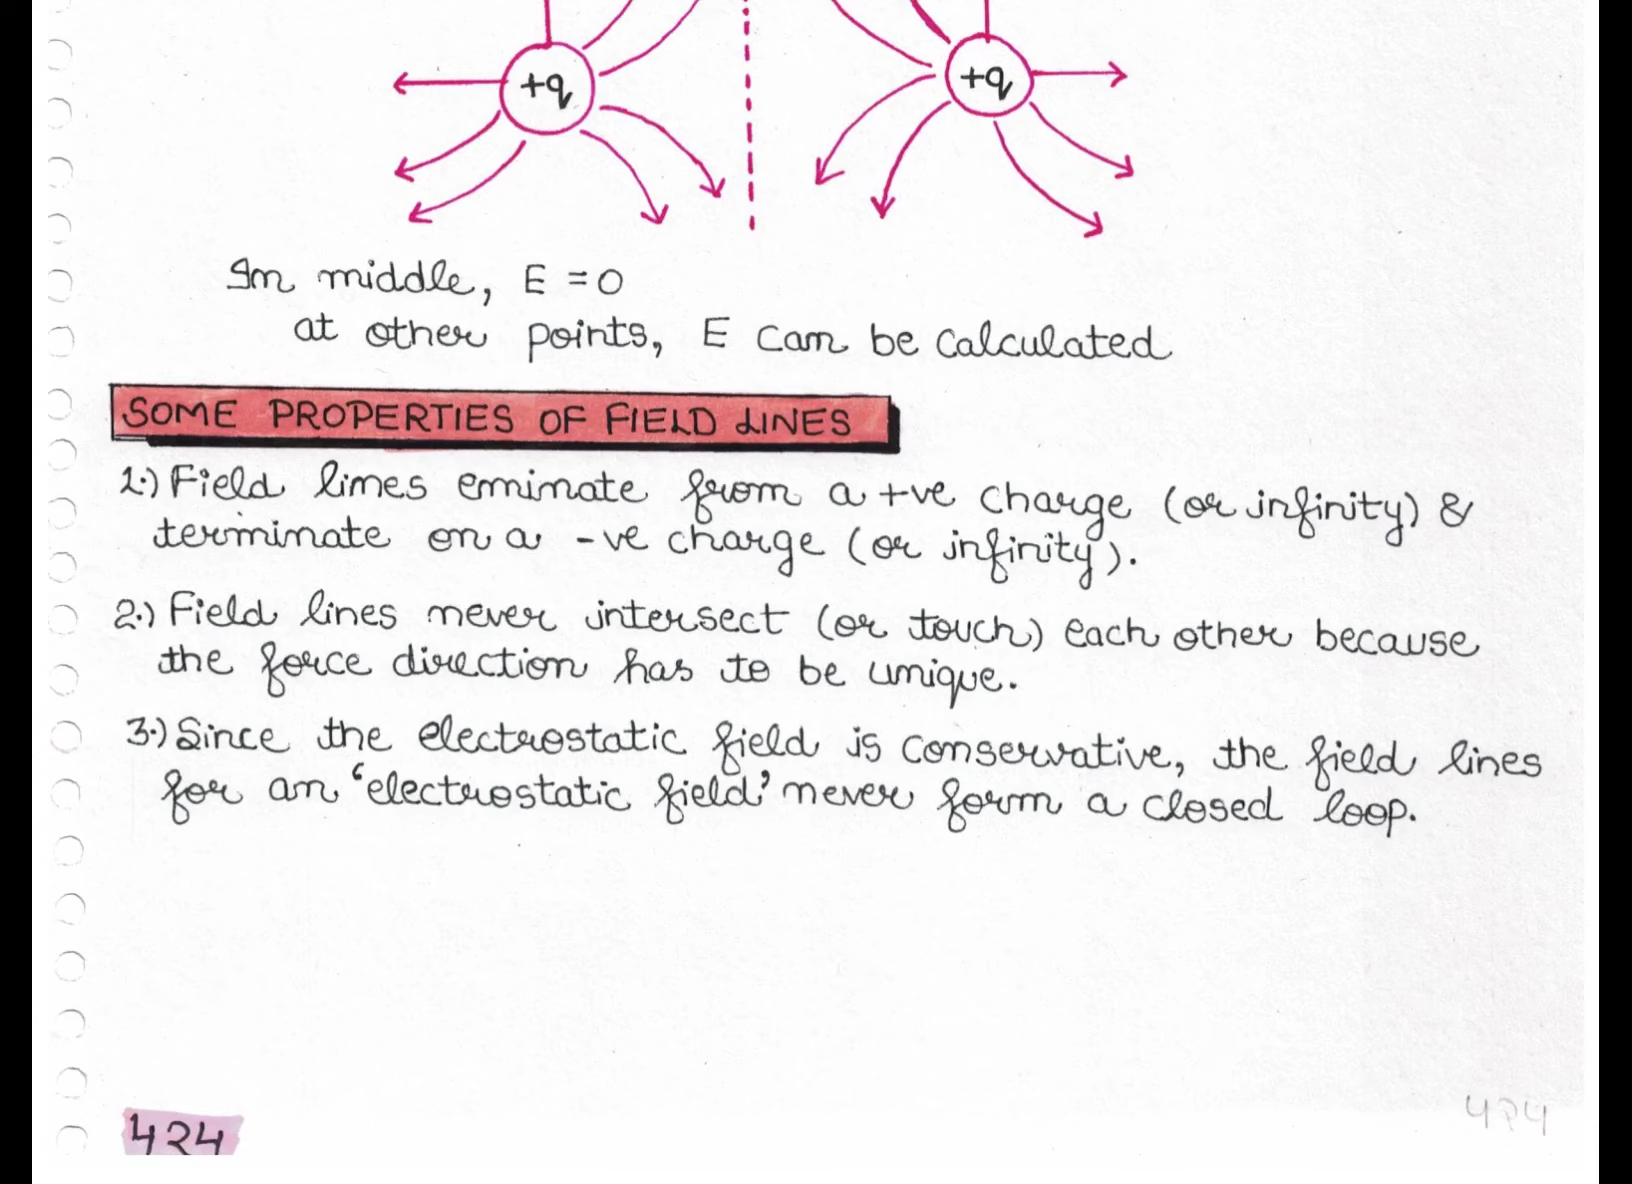 +q +q
In middle, E = 0
at other points, E can be calculated
SOME PROPERTIES OF FIELD LINES
1.) Field lines eminate from a +ve charge (or infinity) &
terminate on a -ve charge (or infinity).
2.) Field lines never intersect (or touch) each other because
the force direction has to be unique.
3.) Since the electrostatic field is conservative, the field lines
for an 'electrostatic field' never form a closed loop.
424
424